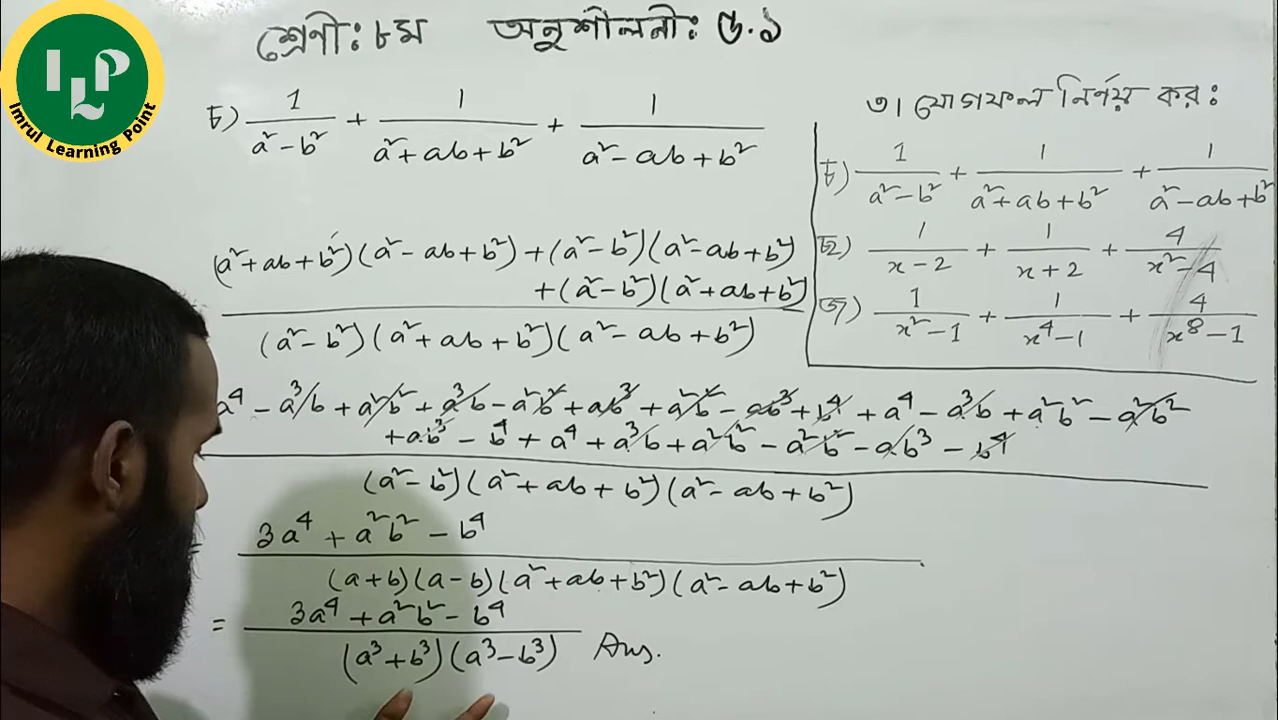 ILP
Imrul Learning Point
শ্রেণীঃ ৮ম অনুশীলনীঃ ৫.১
চ) 1/(a²-b²) + 1/(a²+ab+b²) + 1/(a²-ab+b²)
(a²+ab+b²)(a²-ab+b²)+(a²-b²)(a²-ab+b²)
+(a²-b²)(a²+ab+b²)
(a²-b²)(a²+ab+b²)(a²-ab+b²)
a⁴-a³b+a²b²+a³b-a²b²+ab³+a²b²-ab³+b⁴+a⁴-a³b+a²b²-a²b²
+ab³-b⁴+a⁴+a³b+a²b²-a²b²-ab³-b⁴
(a²-b²)(a²+ab+b²)(a²-ab+b²)
3a⁴+a²b²-b⁴
(a+b)(a-b)(a²+ab+b²)(a²-ab+b²)
= 3a⁴+a²b²-b⁴
(a³+b³)(a³-b³) Ans.
৩। যোগফল নির্ণয় করঃ
চ) 1/(a²-b²) + 1/(a²+ab+b²) + 1/(a²-ab+b²)
ছ) 1/(x-2) + 1/(x+2) + 4/(x²-4)
জ) 1/(x²-1) + 1/(x⁴-1) + 4/(x⁸-1)